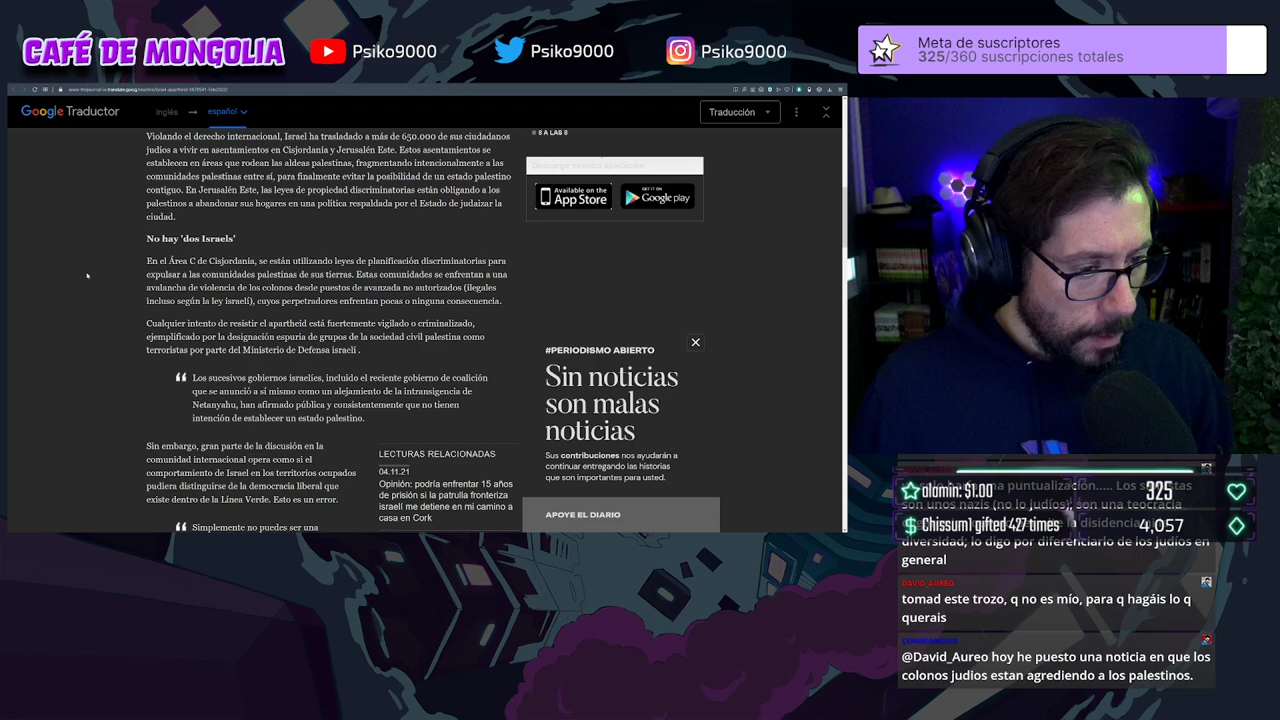 CAFÉ DE MONGOLIA
Psiko9000
Psiko9000
Psiko9000
Meta de suscriptores
325/360 suscripciones totales
Google Traductor
inglés
español
Traducción
Violando el derecho internacional, Israel ha trasladado a más de 650.000 de sus ciudadanos
judíos a vivir en asentamientos en Cisjordania y Jerusalén Este. Estos asentamientos se
establecen en áreas que rodean las aldeas palestinas, fragmentando intencionalmente a las
comunidades palestinas entre sí, para finalmente evitar la posibilidad de un estado palestino
contiguo. En Jerusalén Este, las leyes de propiedad discriminatorias están obligando a los
palestinos a abandonar sus hogares en una política respaldada por el Estado de judaizar la
ciudad.
No hay 'dos Israels'
En el Área C de Cisjordania, se están utilizando leyes de planificación discriminatorias para
expulsar a las comunidades palestinas de sus tierras. Estas comunidades se enfrentan a una
avalancha de violencia de los colonos desde puestos de avanzada no autorizados (ilegales
incluso según la ley israelí), cuyos perpetradores enfrentan pocas o ninguna consecuencia.
Cualquier intento de resistir el apartheid está fuertemente vigilado o criminalizado,
ejemplificado por la designación espuria de grupos de la sociedad civil palestina como
terroristas por parte del Ministerio de Defensa israelí .
Los sucesivos gobiernos israelíes, incluido el reciente gobierno de coalición
que se anunció a sí mismo como un alejamiento de la intransigencia de
Netanyahu, han afirmado pública y consistentemente que no tienen
intención de establecer un estado palestino.
Sin embargo, gran parte de la discusión en la
comunidad internacional opera como si el
comportamiento de Israel en los territorios ocupados
pudiera distinguirse de la democracia liberal que
existe dentro de la Línea Verde. Esto es un error.
Simplemente no puedes ser una
LECTURAS RELACIONADAS
04.11.21
Opinión: podría enfrentar 15 años
de prisión si la patrulla fronteriza
israelí me detiene en mi camino a
casa en Cork
8 A LAS 8
Descarga nuestra aplicación
Available on the
App Store
GET IT ON
Google play
#PERIODISMO ABIERTO
Sin noticias
son malas
noticias
Sus contribuciones nos ayudarán a
continuar entregando las historias
que son importantes para usted.
APOYE EL DIARIO
alamin: $1.00
325
Chissum1 gifted 427 times
4,057
diversidad; lo digo por diferenciarlo de los judíos en
general
DAVID_AUREO
tomad este trozo, q no es mío, para q hagáis lo q
querais
@David_Aureo hoy he puesto una noticia en que los
colonos judios estan agrediendo a los palestinos.